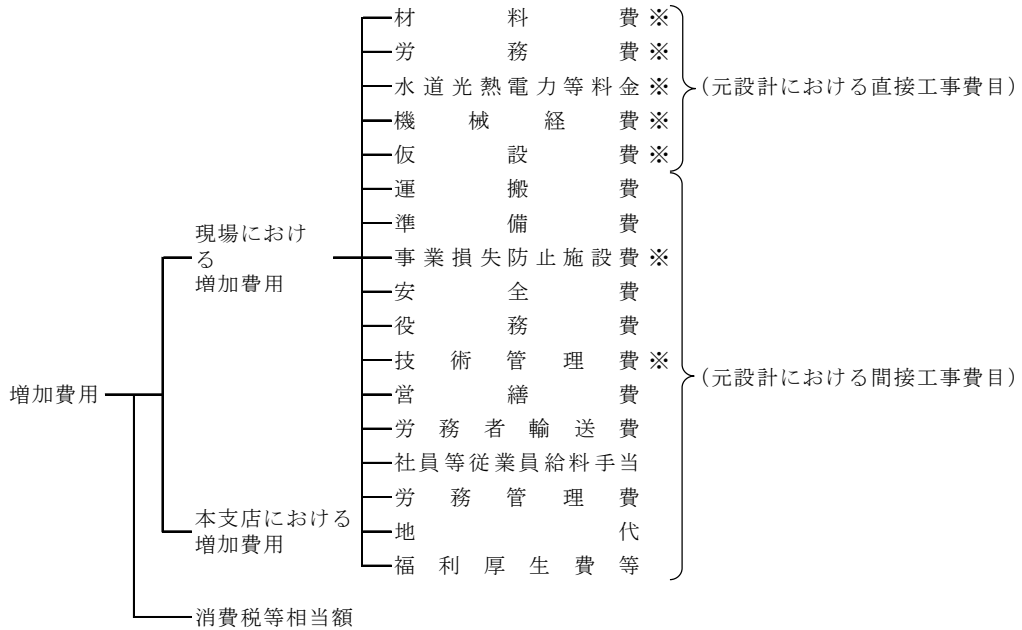 材料費※
労務費※
水道光熱電力等料金※
機械経費※
仮設費※
(元設計における直接工事費目)
運搬費
準備費
現場におけ
る
増加費用
事業損失防止施設費※
安全費
役務費
技術管理費※
(元設計における間接工事費目)
増加費用
営繕費
労務者輸送費
社員等従業員給料手当
労務管理費
本支店における
増加費用
地代
福利厚生費等
消費税等相当額